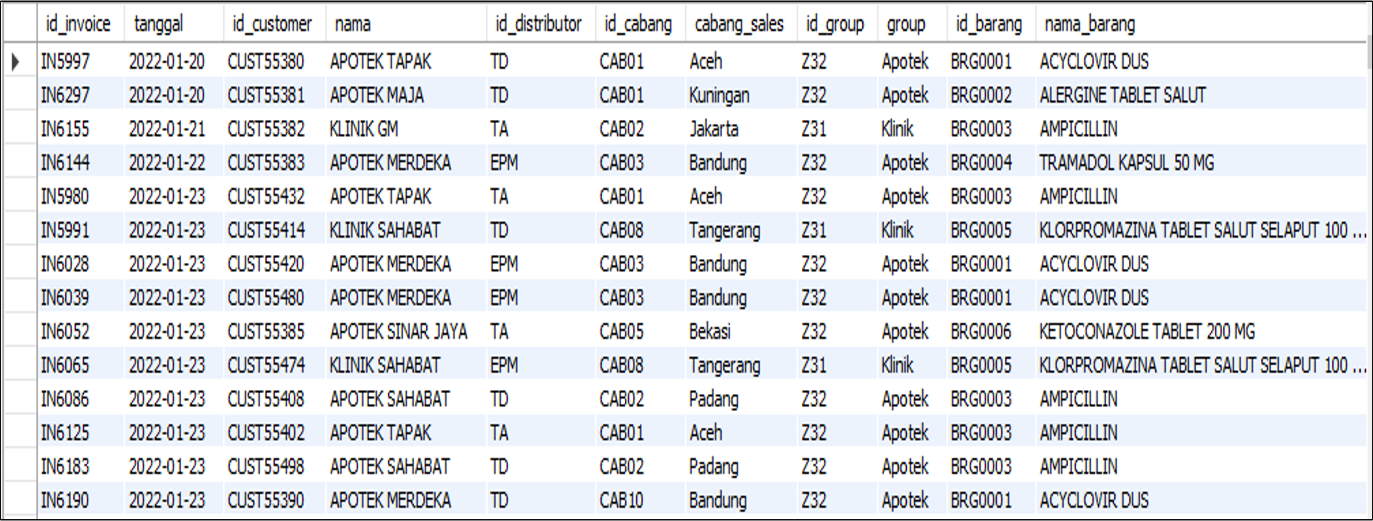 id_invoice tanggal id_customer nama id_distributor id_cabang cabang_sales id_group group id_barang nama_barang
IN5997 2022-01-20 CUST55380 APOTEK TAPAK TD CAB01 Aceh Z32 Apotek BRG0001 ACYCLOVIR DUS
IN6297 2022-01-20 CUST55381 APOTEK MAJA TD CAB01 Kuningan Z32 Apotek BRG0002 ALERGINE TABLET SALUT
IN6155 2022-01-21 CUST55382 KLINIK GM TA CAB02 Jakarta Z31 Klinik BRG0003 AMPICILLIN
IN6144 2022-01-22 CUST55383 APOTEK MERDEKA EPM CAB03 Bandung Z32 Apotek BRG0004 TRAMADOL KAPSUL 50 MG
IN5980 2022-01-23 CUST55432 APOTEK TAPAK TA CAB01 Aceh Z32 Apotek BRG0003 AMPICILLIN
IN5991 2022-01-23 CUST55414 KLINIK SAHABAT TD CAB08 Tangerang Z31 Klinik BRG0005 KLORPROMAZINA TABLET SALUT SELAPUT 100 ...
IN6028 2022-01-23 CUST55420 APOTEK MERDEKA EPM CAB03 Bandung Z32 Apotek BRG0001 ACYCLOVIR DUS
IN6039 2022-01-23 CUST55480 APOTEK MERDEKA EPM CAB03 Bandung Z32 Apotek BRG0001 ACYCLOVIR DUS
IN6052 2022-01-23 CUST55385 APOTEK SINAR JAYA TA CAB05 Bekasi Z32 Apotek BRG0006 KETOCONAZOLE TABLET 200 MG
IN6065 2022-01-23 CUST55474 KLINIK SAHABAT EPM CAB08 Tangerang Z31 Klinik BRG0005 KLORPROMAZINA TABLET SALUT SELAPUT 100 ...
IN6086 2022-01-23 CUST55408 APOTEK SAHABAT TD CAB02 Padang Z32 Apotek BRG0003 AMPICILLIN
IN6125 2022-01-23 CUST55402 APOTEK TAPAK TA CAB01 Aceh Z32 Apotek BRG0003 AMPICILLIN
IN6183 2022-01-23 CUST55498 APOTEK SAHABAT TD CAB02 Padang Z32 Apotek BRG0003 AMPICILLIN
IN6190 2022-01-23 CUST55390 APOTEK MERDEKA TD CAB10 Bandung Z32 Apotek BRG0001 ACYCLOVIR DUS